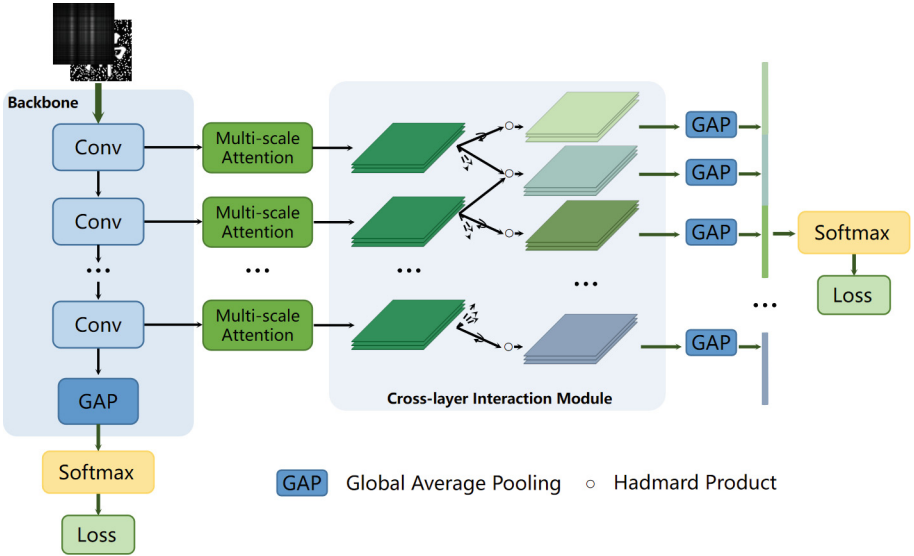 Backbone
Conv
Multi-scale
Attention
GAP
Conv
Multi-scale
Attention
GAP
GAP
Softmax
...
...
...
...
...
Loss
Conv
Multi-scale
Attention
GAP
GAP
Cross-layer Interaction Module
Softmax
GAP Global Average Pooling ○ Hadmard Product
Loss